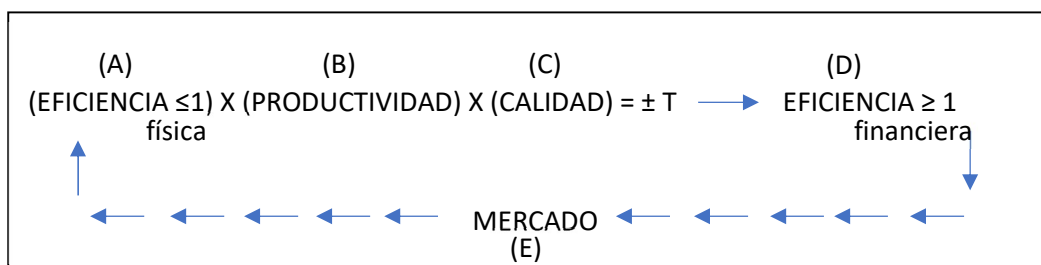 (A) (B) (C) (D)
(EFICIENCIA ≤1) X (PRODUCTIVIDAD) X (CALIDAD) = ± T EFICIENCIA ≥ 1
física financiera
MERCADO
(E)